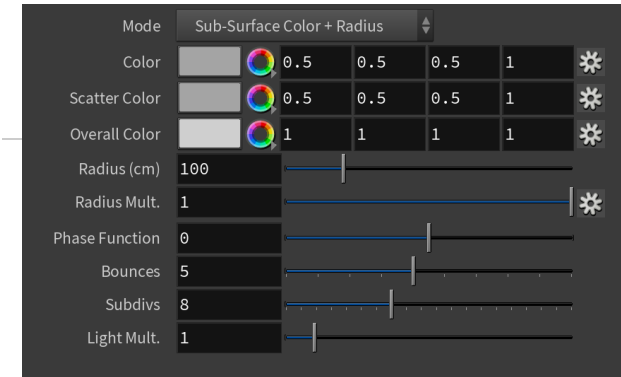 Mode Sub-Surface Color + Radius
Color 0.5 0.5 0.5 1
Scatter Color 0.5 0.5 0.5 1
Overall Color 1 1 1 1
Radius (cm) 100
Radius Mult. 1
Phase Function 0
Bounces 5
Subdivs 8
Light Mult. 1